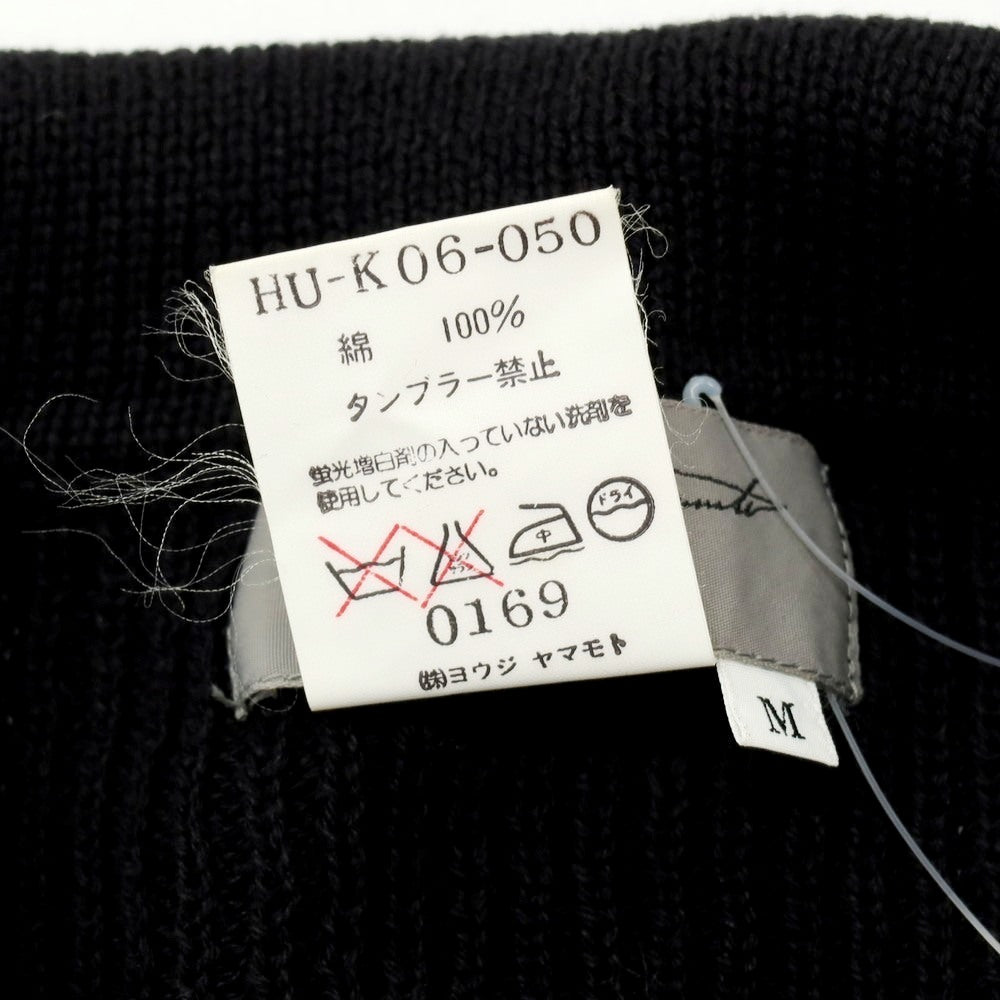 HU-K 06-050
綿 100%
タンブラー禁止
蛍光増白剤の入っていない洗剤を
使用してください。
中 ドライ
0169
㈱ヨウジ ヤマモト
M